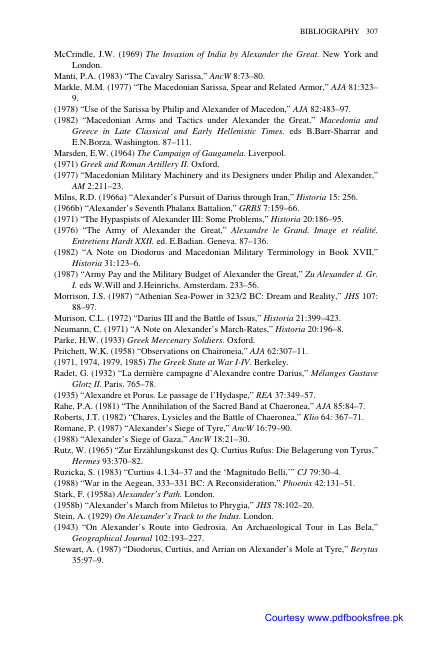 BIBLIOGRAPHY 307
McCrindle, J.W. (1969) The Invasion of India by Alexander the Great. New York and
London.
Manti, P.A. (1983) “The Cavalry Sarissa,” AncW 8:73–80.
Markle, M.M. (1977) “The Macedonian Sarissa, Spear and Related Armor,” AJA 81:323–
9.
(1978) “Use of the Sarissa by Philip and Alexander of Macedon,” AJA 82:483–97.
(1982) “Macedonian Arms and Tactics under Alexander the Great,” Macedonia and
Greece in Late Classical and Early Hellenistic Times. eds B.Barr-Sharrar and
E.N.Borza. Washington. 87–111.
Marsden, E.W. (1964) The Campaign of Gaugamela. Liverpool.
(1971) Greek and Roman Artillery II. Oxford.
(1977) “Macedonian Military Machinery and its Designers under Philip and Alexander,”
AM 2:211–23.
Milns, R.D. (1966a) “Alexander’s Pursuit of Darius through Iran,” Historia 15: 256.
(1966b) “Alexander’s Seventh Phalanx Battalion,” GRBS 7:159–66.
(1971) “The Hypaspists of Alexander III: Some Problems,” Historia 20:186–95.
(1976) “The Army of Alexander the Great,” Alexandre le Grand. Image et réalité.
Entretiens Hardt XXII. ed. E.Badian. Geneva. 87–136.
(1982) “A Note on Diodorus and Macedonian Military Terminology in Book XVII,”
Historia 31:123–6.
(1987) “Army Pay and the Military Budget of Alexander the Great,” Zu Alexander d. Gr.
I. eds W.Will and J.Heinrichs. Amsterdam. 233–56.
Morrison, J.S. (1987) “Athenian Sea-Power in 323/2 BC: Dream and Reality,” JHS 107:
88–97.
Murison, C.L. (1972) “Darius III and the Battle of Issus,” Historia 21:399–423.
Neumann, C. (1971) “A Note on Alexander’s March-Rates,” Historia 20:196–8.
Parke, H.W. (1933) Greek Mercenary Soldiers. Oxford.
Pritchett, W.K. (1958) “Observations on Chaironeia,” AJA 62:307–11.
(1971, 1974, 1979, 1985) The Greek State at War I-IV. Berkeley.
Radet, G. (1932) “La dernière campagne d’Alexandre contre Darius,” Mélanges Gustave
Glotz II. Paris. 765–78.
(1935) “Alexandre et Porus. Le passage de l’Hydaspe,” REA 37:349–57.
Rahe, P.A. (1981) “The Annihilation of the Sacred Band at Chaeronea,” AJA 85:84–7.
Roberts, J.T. (1982) “Chares, Lysicles and the Battle of Chaeronea,” Klio 64: 367–71.
Romane, P. (1987) “Alexander’s Siege of Tyre,” AncW 16:79–90.
(1988) “Alexander’s Siege of Gaza,” AncW 18:21–30.
Rutz, W. (1965) “Zur Erzählungskunst des Q. Curtius Rufus: Die Belagerung von Tyrus,”
Hermes 93:370–82.
Ruzicka, S. (1983) “Curtius 4.1.34–37 and the ‘Magnitudo Belli,’” CJ 79:30–4.
(1988) “War in the Aegean, 333–331 BC: A Reconsideration,” Phoenix 42:131–51.
Stark, F. (1958a) Alexander’s Path. London.
(1958b) “Alexander’s March from Miletus to Phrygia,” JHS 78:102–20.
Stein, A. (1929) On Alexander’s Track to the Indus. London.
(1943) “On Alexander’s Route into Gedrosia. An Archaeological Tour in Las Bela,”
Geographical Journal 102:193–227.
Stewart, A. (1987) “Diodorus, Curtius, and Arrian on Alexander’s Mole at Tyre,” Berytus
35:97–9.
Courtesy www.pdfbooksfree.pk